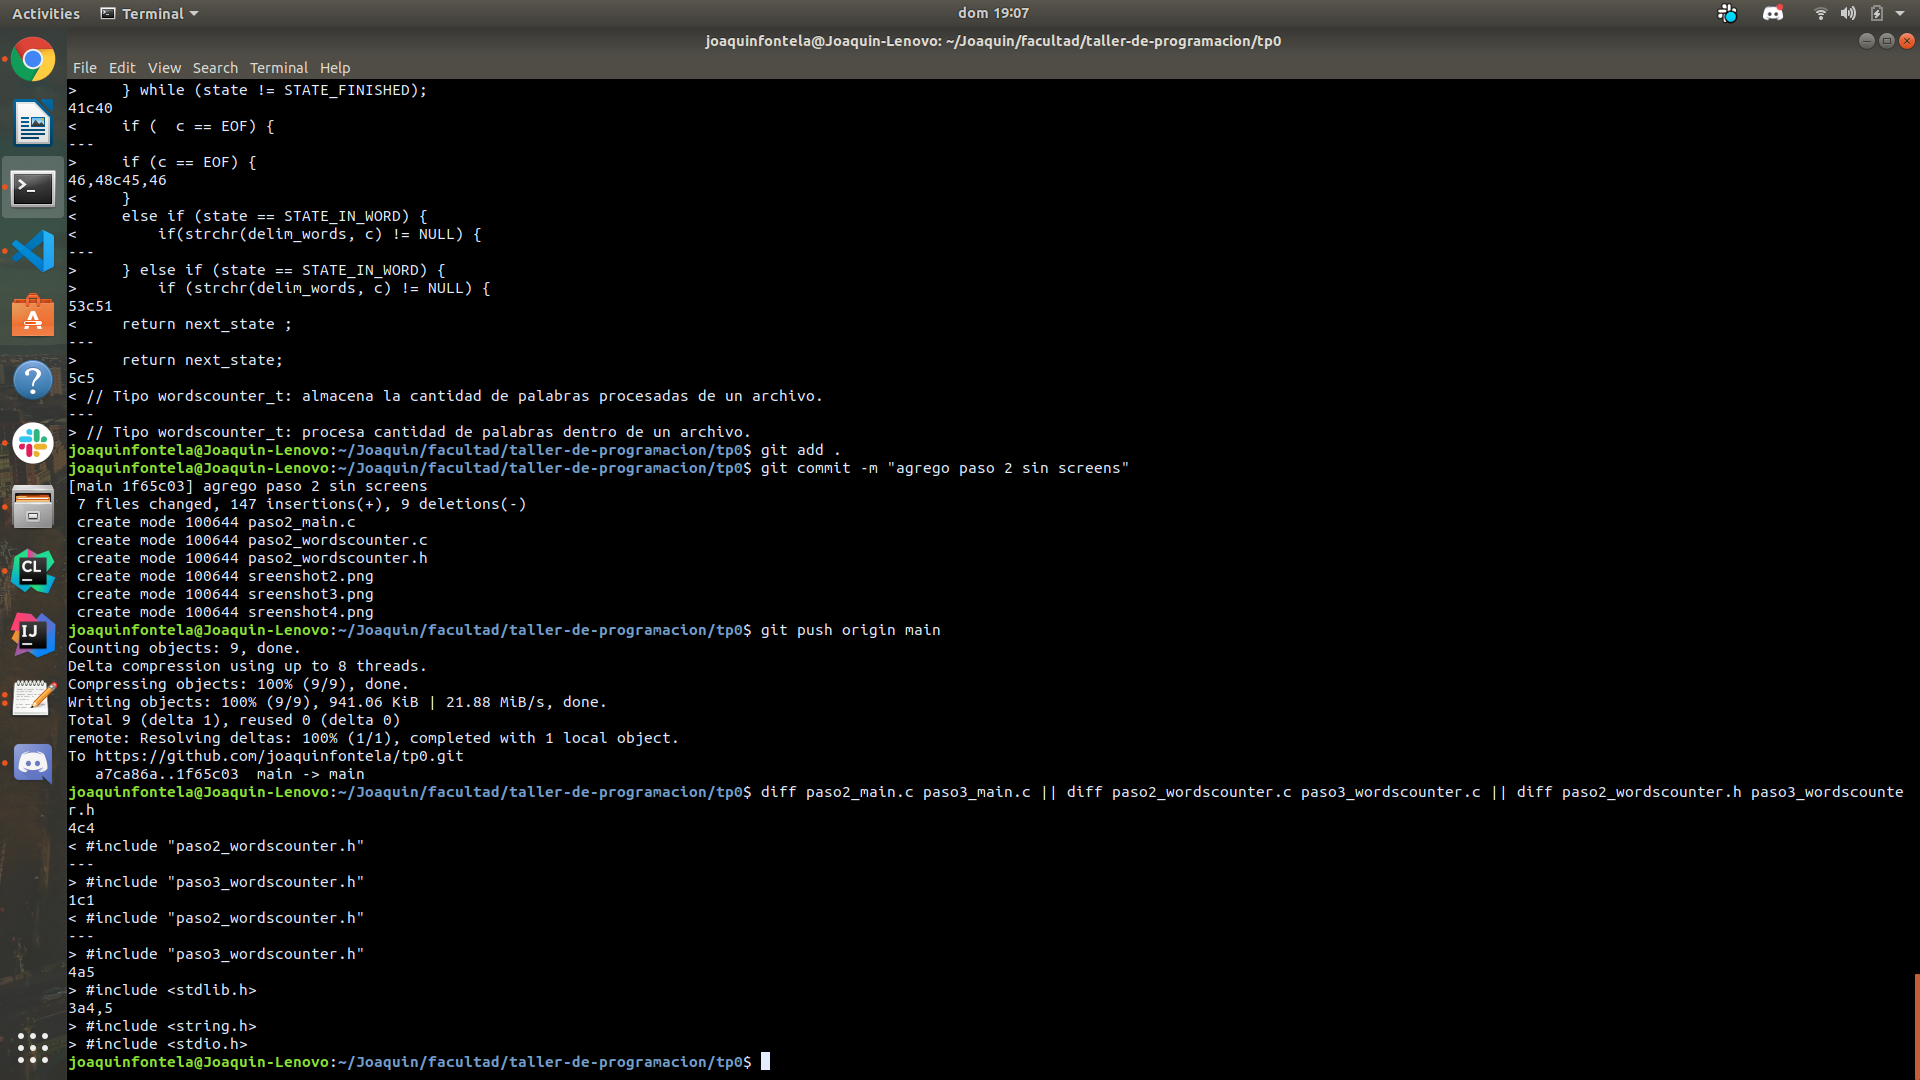 Activities Terminal dom 19:07
joaquinfontela@Joaquin-Lenovo: ~/Joaquin/facultad/taller-de-programacion/tp0
File Edit View Search Terminal Help
>     } while (state != STATE_FINISHED);
41c40
<     if (  c == EOF) {
---
>     if (c == EOF) {
46,48c45,46
<     }
<     else if (state == STATE_IN_WORD) {
<         if(strchr(delim_words, c) != NULL) {
---
>     } else if (state == STATE_IN_WORD) {
>         if (strchr(delim_words, c) != NULL) {
53c51
<     return next_state ;
---
>     return next_state;
5c5
< // Tipo wordscounter_t: almacena la cantidad de palabras procesadas de un archivo.
---
> // Tipo wordscounter_t: procesa cantidad de palabras dentro de un archivo.
joaquinfontela@Joaquin-Lenovo:~/Joaquin/facultad/taller-de-programacion/tp0$ git add .
joaquinfontela@Joaquin-Lenovo:~/Joaquin/facultad/taller-de-programacion/tp0$ git commit -m "agrego paso 2 sin screens"
[main 1f65c03] agrego paso 2 sin screens
 7 files changed, 147 insertions(+), 9 deletions(-)
 create mode 100644 paso2_main.c
 create mode 100644 paso2_wordscounter.c
 create mode 100644 paso2_wordscounter.h
 create mode 100644 sreenshot2.png
 create mode 100644 sreenshot3.png
 create mode 100644 sreenshot4.png
joaquinfontela@Joaquin-Lenovo:~/Joaquin/facultad/taller-de-programacion/tp0$ git push origin main
Counting objects: 9, done.
Delta compression using up to 8 threads.
Compressing objects: 100% (9/9), done.
Writing objects: 100% (9/9), 941.06 KiB | 21.88 MiB/s, done.
Total 9 (delta 1), reused 0 (delta 0)
remote: Resolving deltas: 100% (1/1), completed with 1 local object.
To https://github.com/joaquinfontela/tp0.git
   a7ca86a..1f65c03  main -> main
joaquinfontela@Joaquin-Lenovo:~/Joaquin/facultad/taller-de-programacion/tp0$ diff paso2_main.c paso3_main.c || diff paso2_wordscounter.c paso3_wordscounter.c || diff paso2_wordscounter.h paso3_wordscounte
r.h
4c4
< #include "paso2_wordscounter.h"
---
> #include "paso3_wordscounter.h"
1c1
< #include "paso2_wordscounter.h"
---
> #include "paso3_wordscounter.h"
4a5
> #include <stdlib.h>
3a4,5
> #include <string.h>
> #include <stdio.h>
joaquinfontela@Joaquin-Lenovo:~/Joaquin/facultad/taller-de-programacion/tp0$
CL
IJ